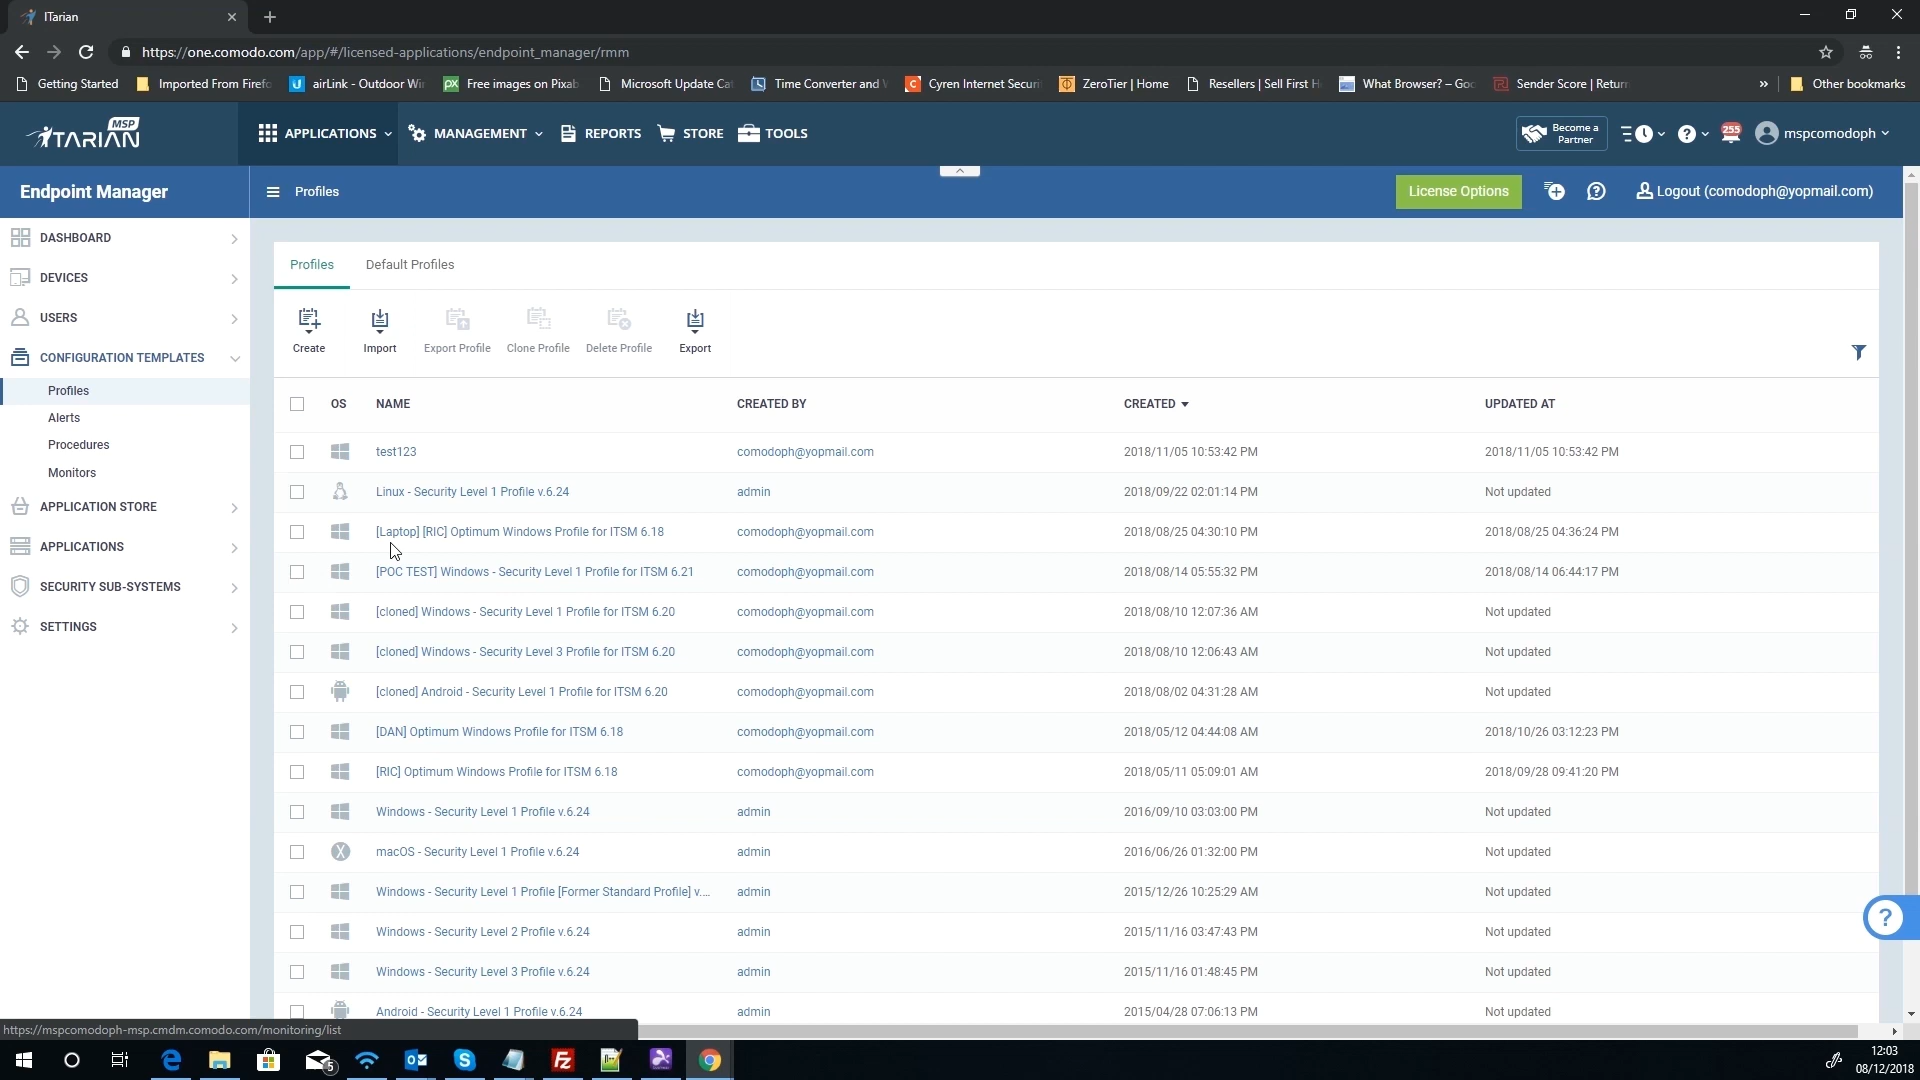 ITarian
https://one.comodo.com/app/#/licensed-applications/endpoint_manager/rmm
Getting Started
Imported From Firefo
airLink - Outdoor Wir
Free images on Pixab
Microsoft Update Cat
Time Converter and W
Cyren Internet Securi
ZeroTier | Home
Resellers | Sell First H
What Browser? – Goo
Sender Score | Return
»
Other bookmarks
ITARIAN MSP
APPLICATIONS
MANAGEMENT
REPORTS
STORE
TOOLS
Become a
Partner
255
mspcomodoph
Endpoint Manager
Profiles
License Options
Logout (comodoph@yopmail.com)
DASHBOARD
DEVICES
USERS
CONFIGURATION TEMPLATES
Profiles
Alerts
Procedures
Monitors
APPLICATION STORE
APPLICATIONS
SECURITY SUB-SYSTEMS
SETTINGS
Profiles
Default Profiles
Create
Import
Export Profile
Clone Profile
Delete Profile
Export
OS NAME CREATED BY CREATED UPDATED AT
test123 comodoph@yopmail.com 2018/11/05 10:53:42 PM 2018/11/05 10:53:42 PM
Linux - Security Level 1 Profile v.6.24 admin 2018/09/22 02:01:14 PM Not updated
[Laptop] [RIC] Optimum Windows Profile for ITSM 6.18 comodoph@yopmail.com 2018/08/25 04:30:10 PM 2018/08/25 04:36:24 PM
[POC TEST] Windows - Security Level 1 Profile for ITSM 6.21 comodoph@yopmail.com 2018/08/14 05:55:32 PM 2018/08/14 06:44:17 PM
[cloned] Windows - Security Level 1 Profile for ITSM 6.20 comodoph@yopmail.com 2018/08/10 12:07:36 AM Not updated
[cloned] Windows - Security Level 3 Profile for ITSM 6.20 comodoph@yopmail.com 2018/08/10 12:06:43 AM Not updated
[cloned] Android - Security Level 1 Profile for ITSM 6.20 comodoph@yopmail.com 2018/08/02 04:31:28 AM Not updated
[DAN] Optimum Windows Profile for ITSM 6.18 comodoph@yopmail.com 2018/05/12 04:44:08 AM 2018/10/26 03:12:23 PM
[RIC] Optimum Windows Profile for ITSM 6.18 comodoph@yopmail.com 2018/05/11 05:09:01 AM 2018/09/28 09:41:20 PM
Windows - Security Level 1 Profile v.6.24 admin 2016/09/10 03:03:00 PM Not updated
macOS - Security Level 1 Profile v.6.24 admin 2016/06/26 01:32:00 PM Not updated
Windows - Security Level 1 Profile [Former Standard Profile] v.... admin 2015/12/26 10:25:29 AM Not updated
Windows - Security Level 2 Profile v.6.24 admin 2015/11/16 03:47:43 PM Not updated
Windows - Security Level 3 Profile v.6.24 admin 2015/11/16 01:48:45 PM Not updated
Android - Security Level 1 Profile v.6.24 admin 2015/04/28 07:06:13 PM Not updated
https://mspcomodoph-msp.cmdm.comodo.com/monitoring/list
5
12:03
08/12/2018